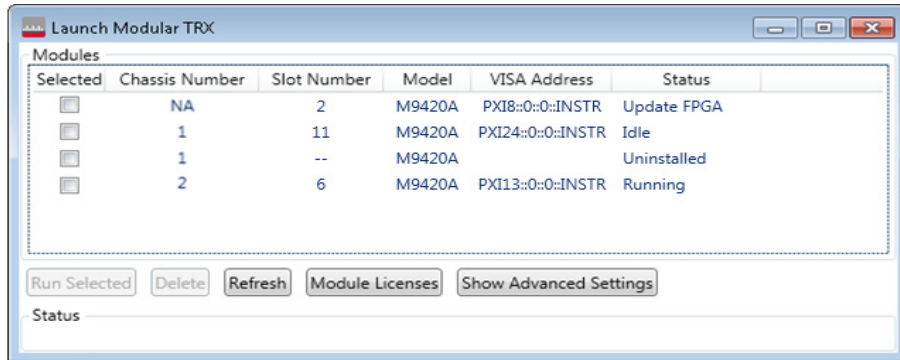 Launch Modular TRX
Modules
Selected Chassis Number Slot Number Model VISA Address Status
NA 2 M9420A PXI8::0::0::INSTR Update FPGA
1 11 M9420A PXI24::0::0::INSTR Idle
1 -- M9420A Uninstalled
2 6 M9420A PXI13::0::0::INSTR Running
Run Selected Delete Refresh Module Licenses Show Advanced Settings
Status